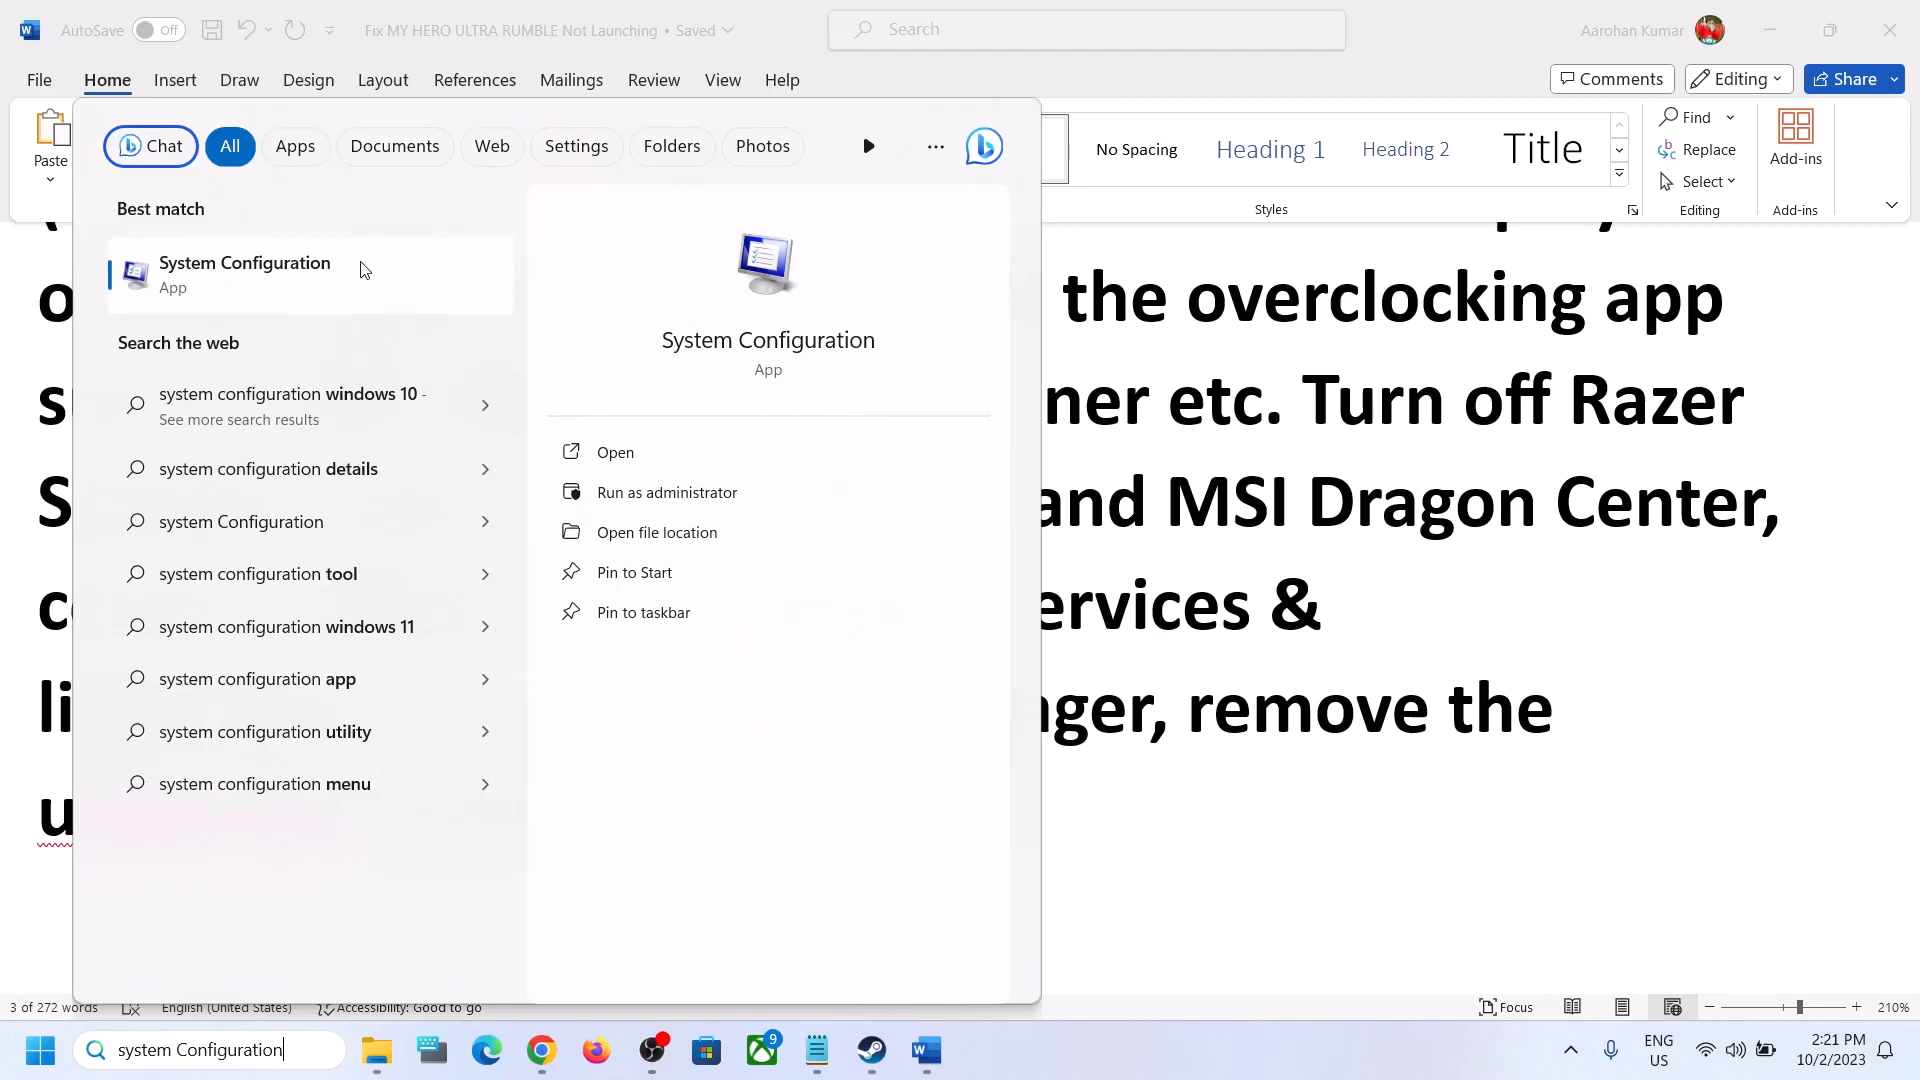 AutoSave Off Fix MY HERO ULTRA RUMBLE Not Launching • Saved Search Aarohan Kumar
File Home Insert Draw Design Layout References Mailings Review View Help Comments Editing Share
Paste
Chat All Apps Documents Web Settings Folders Photos
No Spacing Heading 1 Heading 2 Title
Styles
Find
Replace
Select
Editing
Add-ins
Add-ins
Best match
System Configuration
App
Search the web
system configuration windows 10 -
See more search results
system configuration details
system Configuration
system configuration tool
system configuration windows 11
system configuration app
system configuration utility
system configuration menu
System Configuration
App
Open
Run as administrator
Open file location
Pin to Start
Pin to taskbar
the overclocking app
etc. Turn off Razer
and MSI Dragon Center,
&
remove the
3 of 272 words English (United States) Accessibility: Good to go Focus 210%
system Configuration
9
ENG
US
2:21 PM
10/2/2023